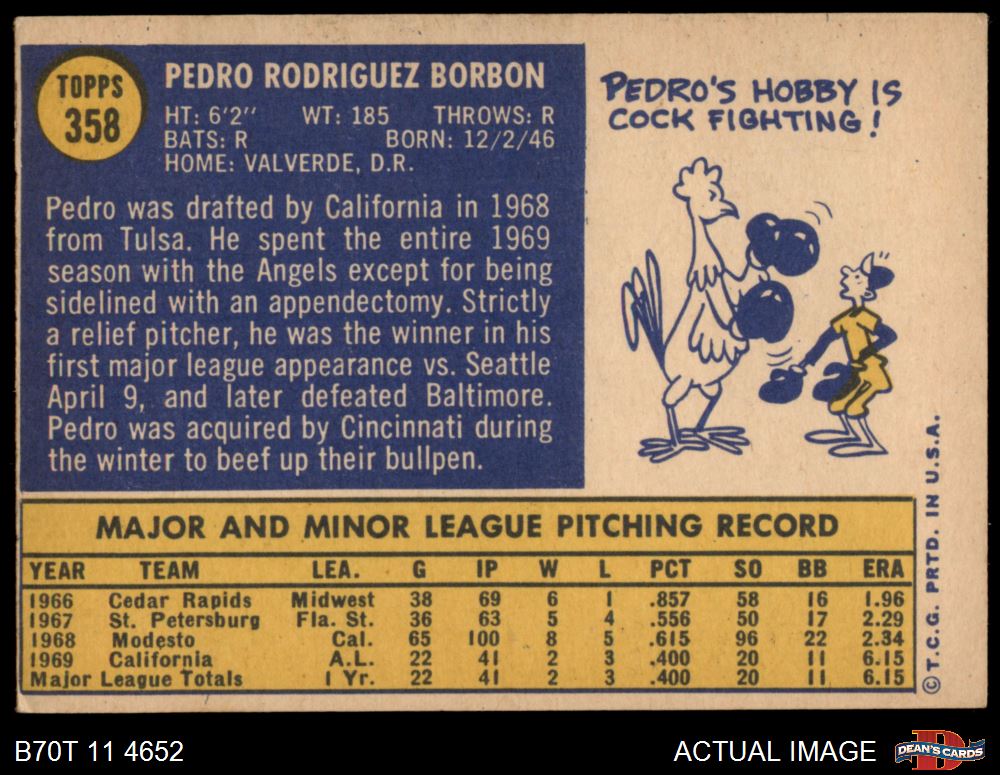 TOPPS
358
PEDRO RODRIGUEZ BORBON
HT: 6'2" WT: 185 THROWS: R
BATS: R BORN: 12/2/46
HOME: VALVERDE, D.R.
Pedro was drafted by California in 1968
from Tulsa. He spent the entire 1969
season with the Angels except for being
sidelined with an appendectomy. Strictly
a relief pitcher, he was the winner in his
first major league appearance vs. Seattle
April 9, and later defeated Baltimore.
Pedro was acquired by Cincinnati during
the winter to beef up their bullpen.
PEDRO'S HOBBY IS
COCK FIGHTING!
MAJOR AND MINOR LEAGUE PITCHING RECORD
YEAR TEAM LEA. G IP W L PCT SO BB ERA
1966 Cedar Rapids Midwest 38 69 6 1 .857 58 16 1.96
1967 St. Petersburg Fla. St. 36 63 5 4 .556 50 17 2.29
1968 Modesto Cal. 65 100 8 5 .615 96 22 2.34
1969 California A.L. 22 41 2 3 .400 20 11 6.15
Major League Totals 1 Yr. 22 41 2 3 .400 20 11 6.15
© T.C.G. PRTD. IN U.S.A.
B70T 11 4652
ACTUAL IMAGE
D
DEAN'S CARDS